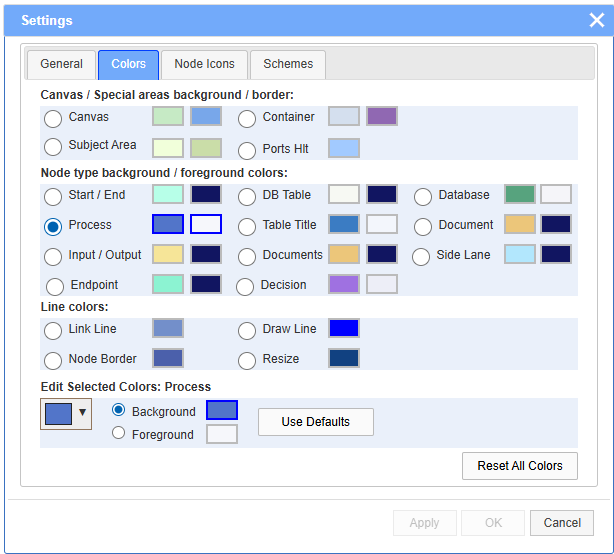 Settings
General Colors Node Icons Schemes
Canvas / Special areas background / border:
Canvas Container
Subject Area Ports Hlt
Node type background / foreground colors:
Start / End DB Table Database
Process Table Title Document
Input / Output Documents Side Lane
Endpoint Decision
Line colors:
Link Line Draw Line
Node Border Resize
Edit Selected Colors: Process
Background
Foreground
Use Defaults
Reset All Colors
Apply OK Cancel